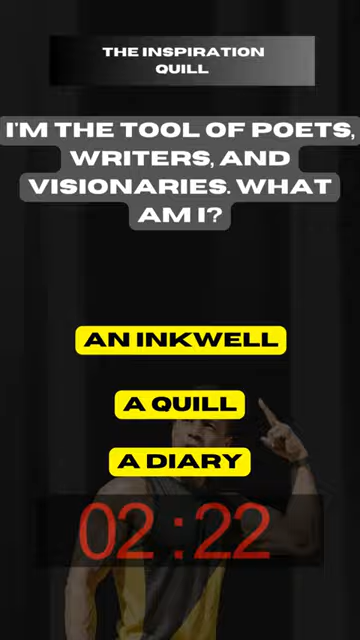 THE INSPIRATION
QUILL
I'M THE TOOL OF POETS,
WRITERS, AND
VISIONARIES. WHAT
AM I?
AN INKWELL
A QUILL
A DIARY
02:22